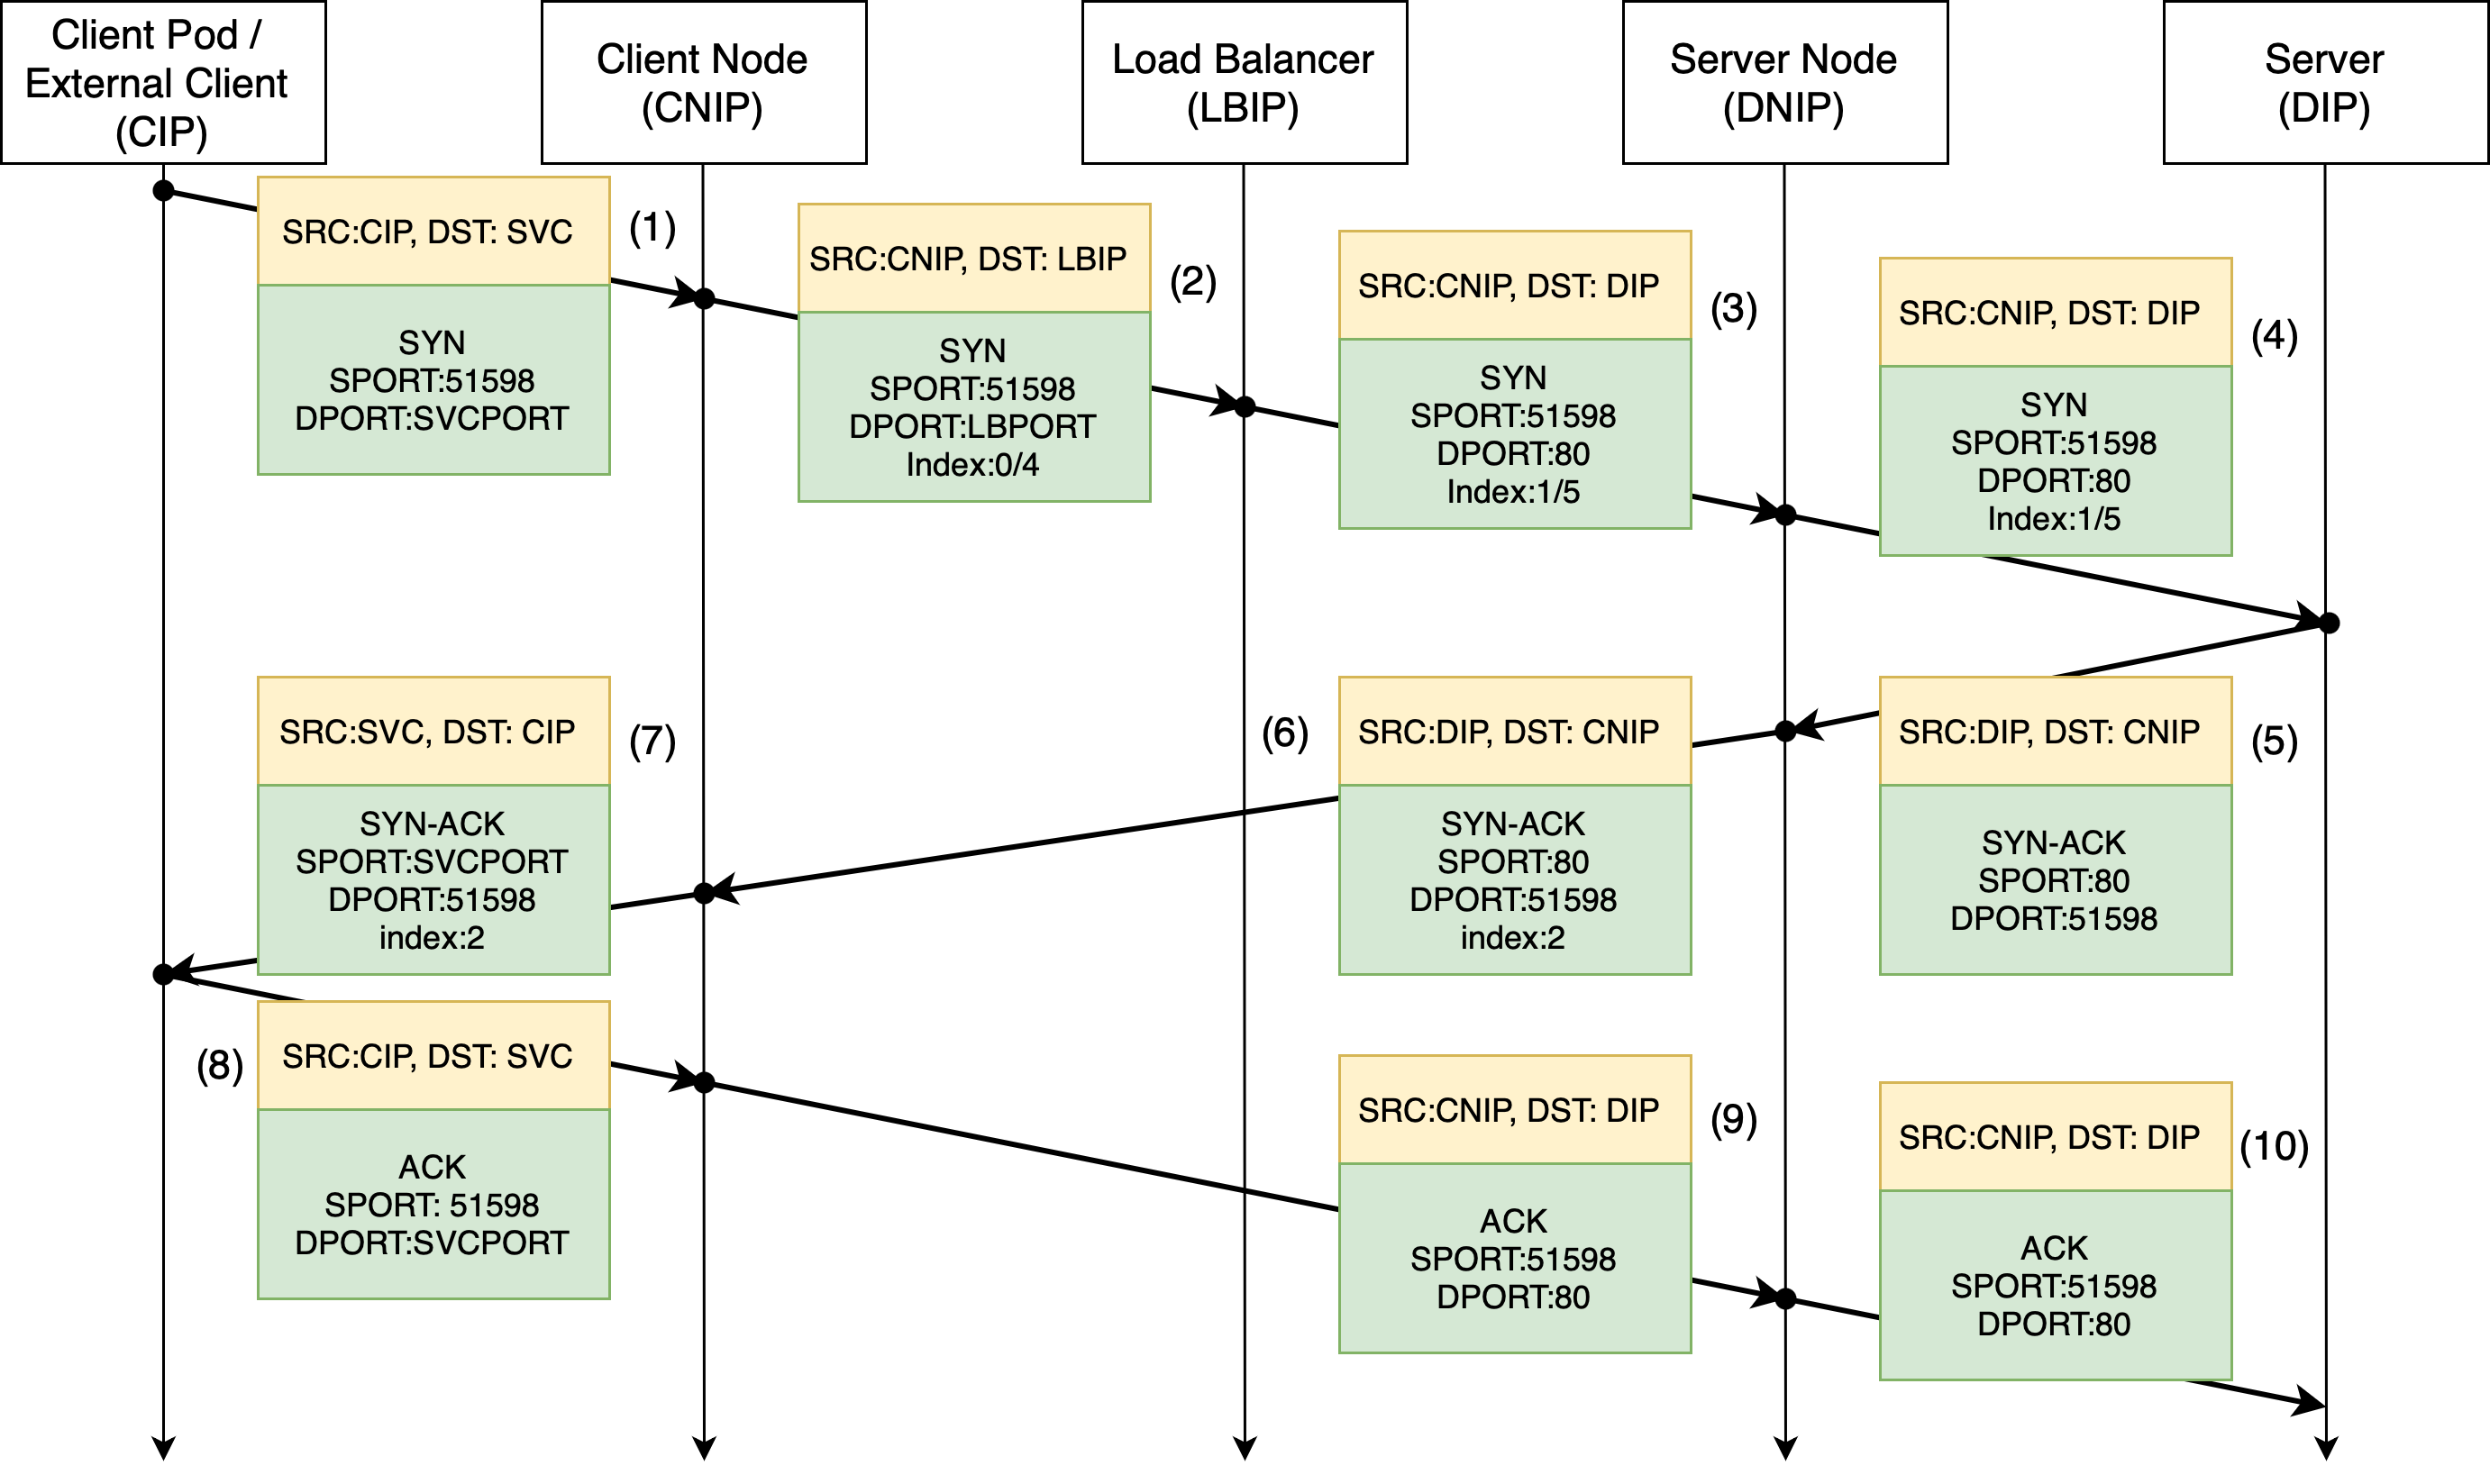 Client Pod /
External Client
(CIP)
Client Node
(CNIP)
Load Balancer
(LBIP)
Server Node
(DNIP)
Server
(DIP)
SRC:CIP, DST: SVC
(1)
SYN
SPORT:51598
DPORT:SVCPORT
SRC:CNIP, DST: LBIP
(2)
SYN
SPORT:51598
DPORT:LBPORT
Index:0/4
SRC:CNIP, DST: DIP
(3)
SYN
SPORT:51598
DPORT:80
Index:1/5
SRC:CNIP, DST: DIP
(4)
SYN
SPORT:51598
DPORT:80
Index:1/5
SRC:DIP, DST: CNIP
(5)
SYN-ACK
SPORT:80
DPORT:51598
(6)
SRC:DIP, DST: CNIP
SYN-ACK
SPORT:80
DPORT:51598
index:2
SRC:SVC, DST: CIP
(7)
SYN-ACK
SPORT:SVCPORT
DPORT:51598
index:2
(8)
SRC:CIP, DST: SVC
ACK
SPORT: 51598
DPORT:SVCPORT
SRC:CNIP, DST: DIP
(9)
ACK
SPORT:51598
DPORT:80
SRC:CNIP, DST: DIP
(10)
ACK
SPORT:51598
DPORT:80